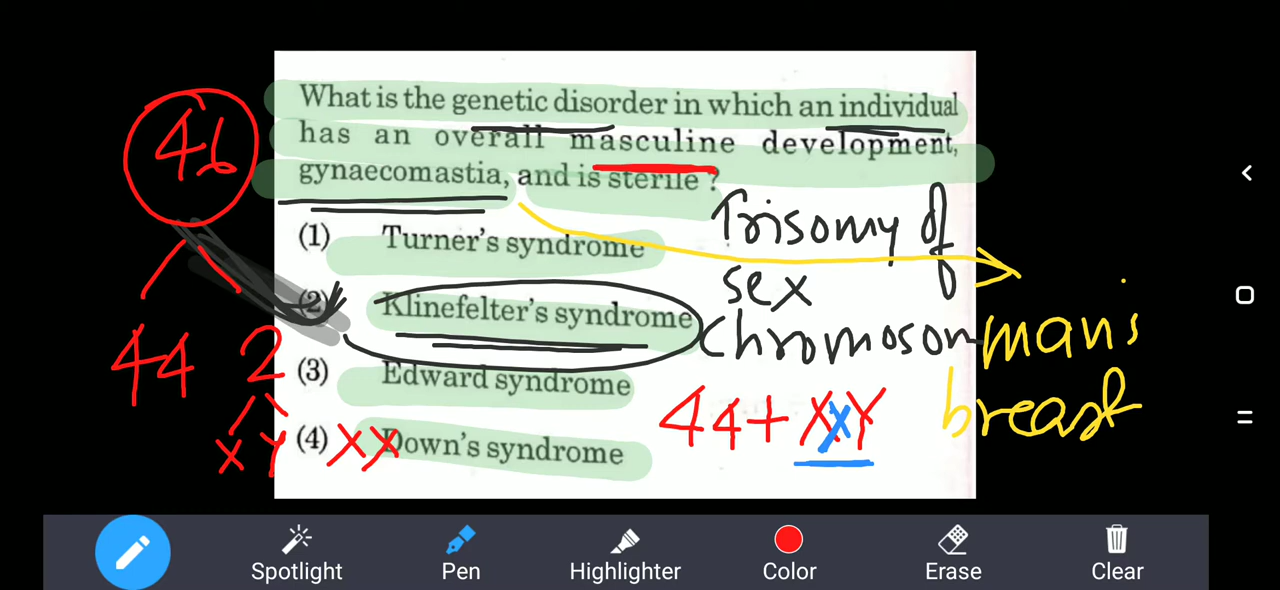 What is the genetic disorder in which an individual
has an overall masculine development,
gynaecomastia, and is sterile ?
(1) Turner's syndrome
(2) Klinefelter's syndrome
(3) Edward syndrome
(4) Down's syndrome
46
44 2
XY XX
Trisomy of
sex
chromosom
44+XXY
man's
breast
Spotlight
Pen
Highlighter
Color
Erase
Clear